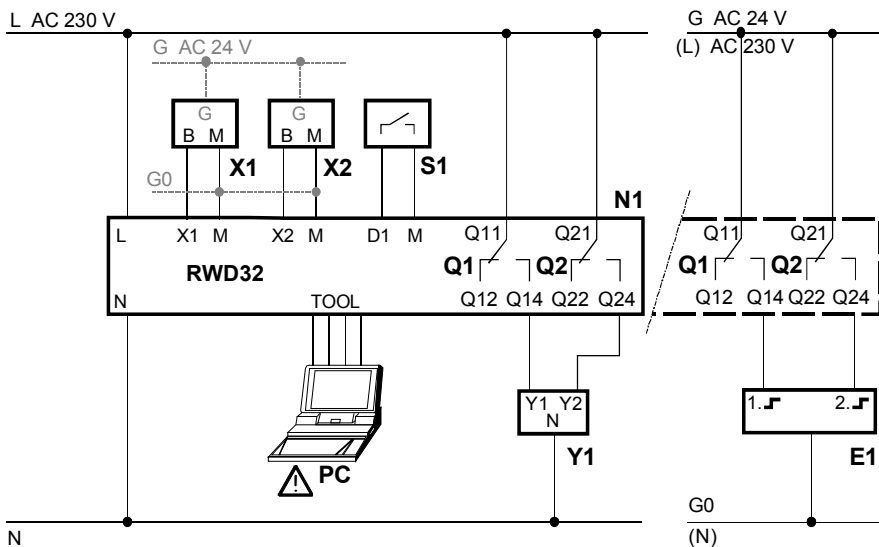 L AC 230 V
G AC 24 V
G AC 24 V
(L) AC 230 V
G
G
B M
B M
X1
X2
S1
G0
N1
L
X1 M
X2 M
D1 M
Q11
Q21
Q11
Q21
RWD32
Q1
Q2
Q1
Q2
N
TOOL
Q12 Q14 Q22 Q24
Q12 Q14 Q22 Q24
Y1 Y2
N
Y1
1.
2.
E1
PC
G0
N
(N)